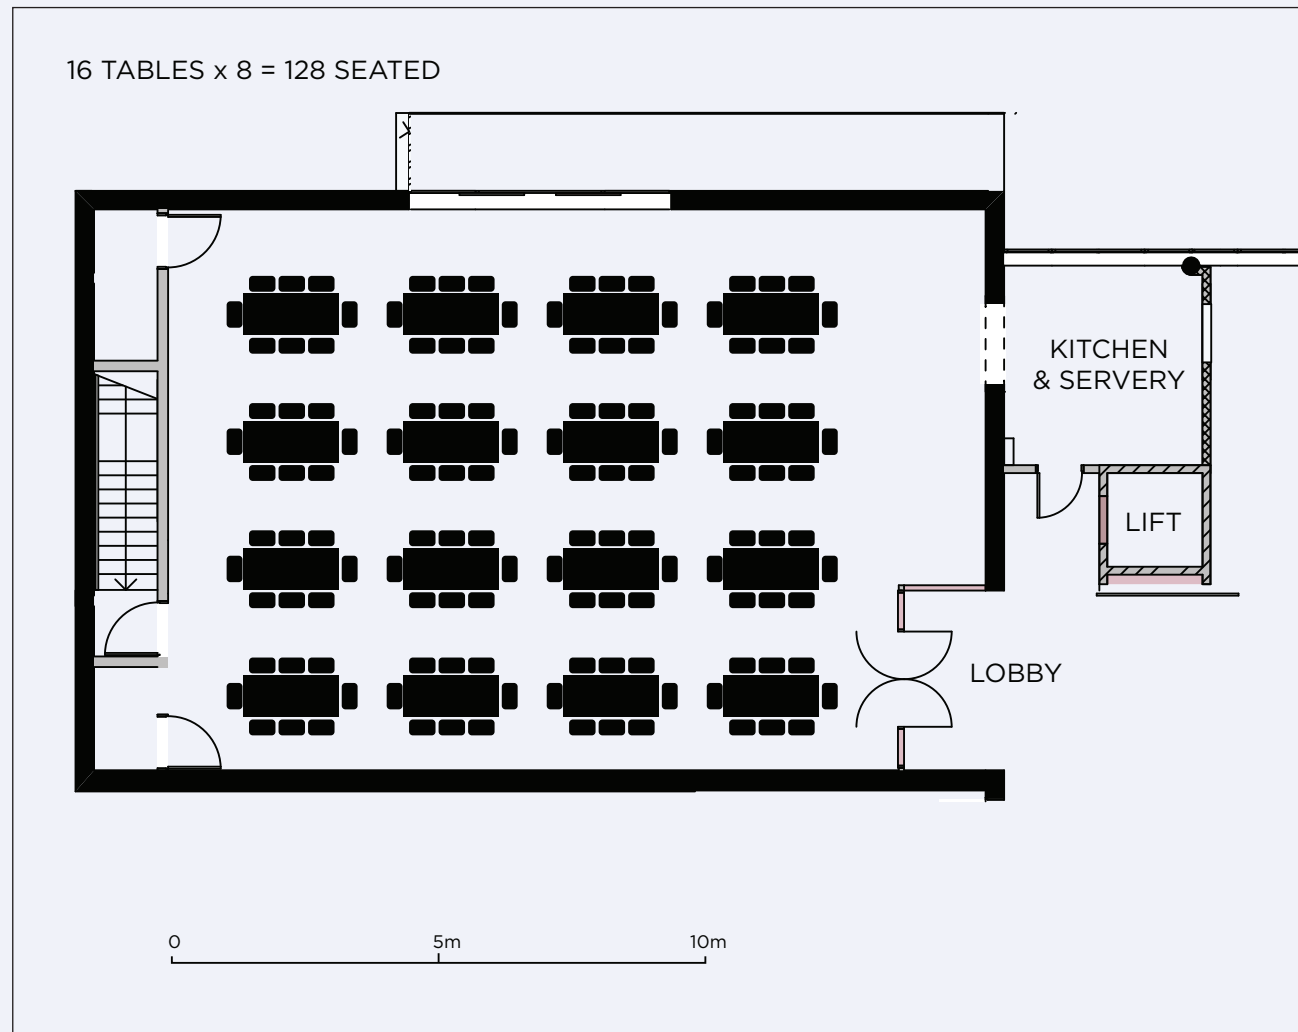 16 TABLES x 8 = 128 SEATED
KITCHEN
& SERVERY
LIFT
LOBBY
0
5m
10m